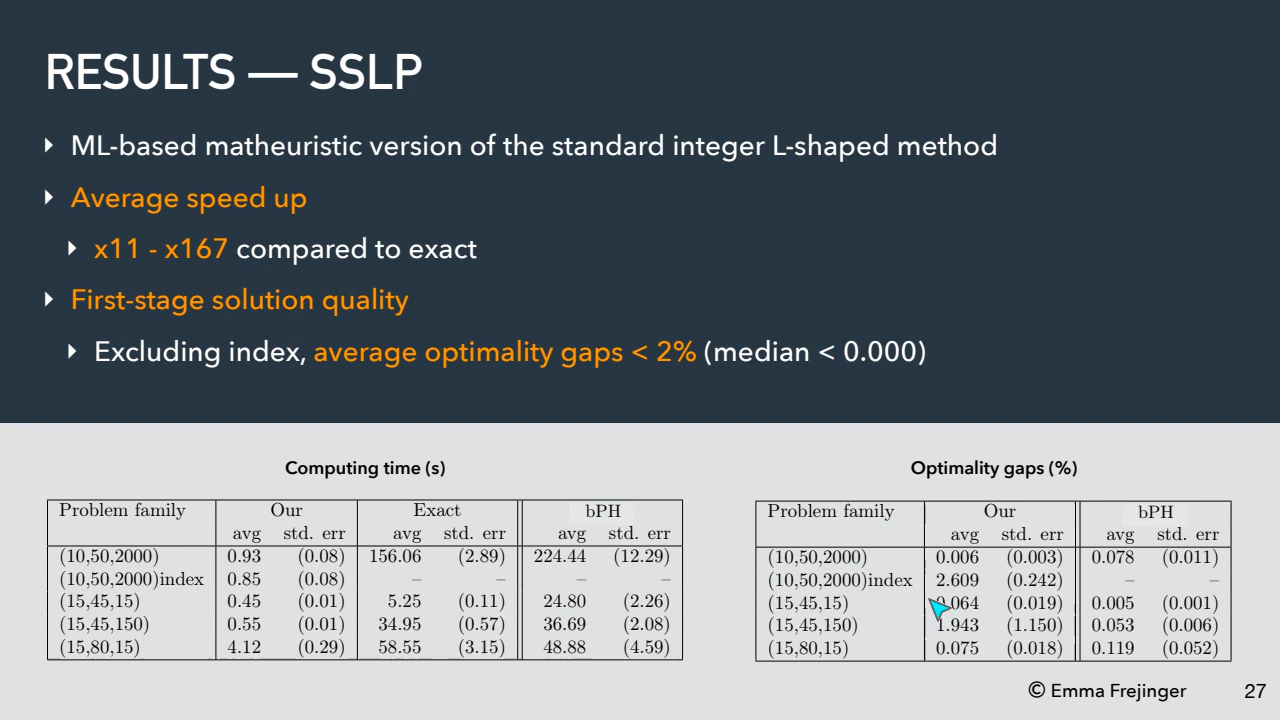 RESULTS — SSLP
ML-based matheuristic version of the standard integer L-shaped method
Average speed up
x11 - x167 compared to exact
First-stage solution quality
Excluding index, average optimality gaps < 2% (median < 0.000)
Computing time (s)
Problem family Our Exact bPH
avg std. err avg std. err avg std. err
(10,50,2000) 0.93 (0.08) 156.06 (2.89) 224.44 (12.29)
(10,50,2000)index 0.85 (0.08) – – – –
(15,45,15) 0.45 (0.01) 5.25 (0.11) 24.80 (2.26)
(15,45,150) 0.55 (0.01) 34.95 (0.57) 36.69 (2.08)
(15,80,15) 4.12 (0.29) 58.55 (3.15) 48.88 (4.59)
Optimality gaps (%)
Problem family Our bPH
avg std. err avg std. err
(10,50,2000) 0.006 (0.003) 0.078 (0.011)
(10,50,2000)index 2.609 (0.242) – –
(15,45,15) (0.019) 0.005 (0.001)
(15,45,150) 1.943 (1.150) 0.053 (0.006)
(15,80,15) 0.075 (0.018) 0.119 (0.052)
© Emma Frejinger 27